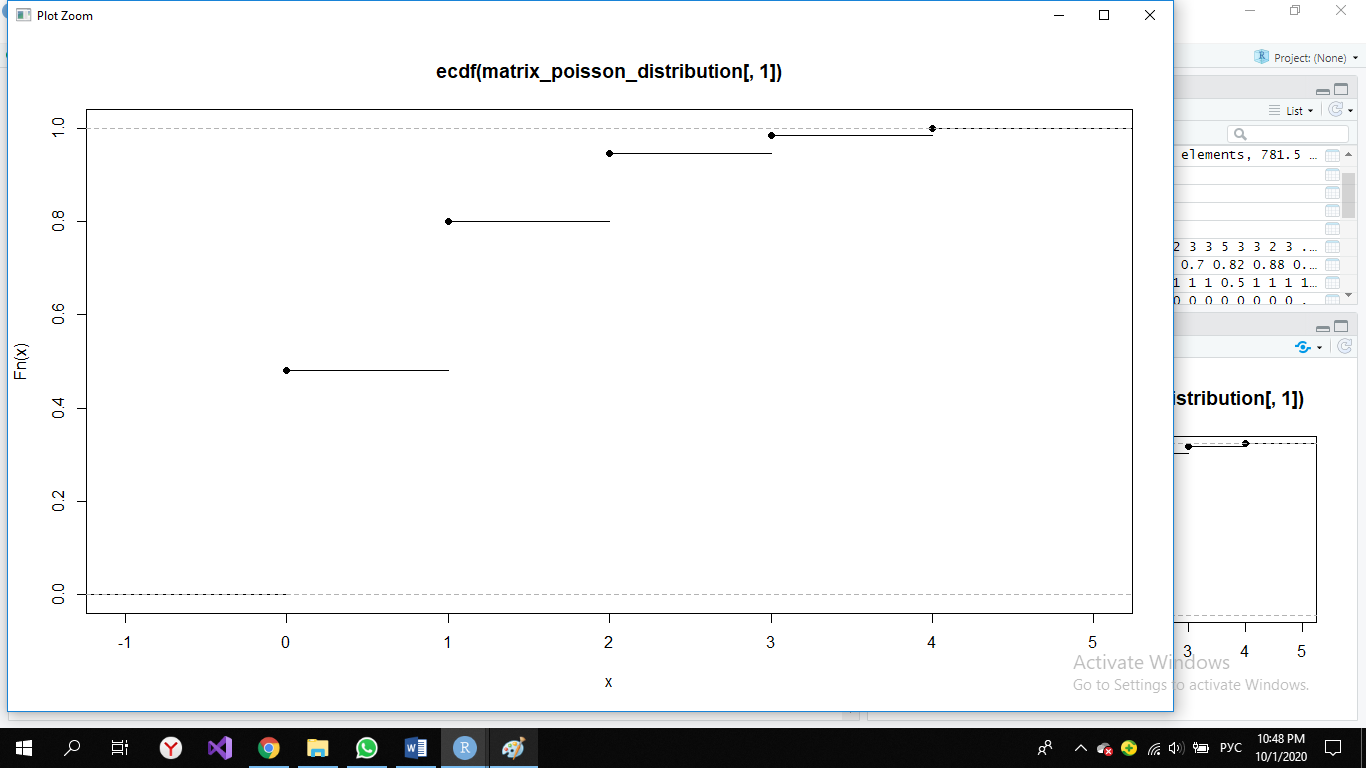 Plot Zoom
Project: (None)
ecdf(matrix_poisson_distribution[, 1])
List
elements, 781.5 …
2 3 3 5 3 3 2 3 .…
0.7 0.82 0.88 0.…
1 1 1 0.5 1 1 1 1…
0 0 0 0 0 0 0 0 .
1.0
0.8
0.6
0.4
0.2
0.0
Fn(x)
-1 0 1 2 3 4 5
x
istribution[, 1])
3 4 5
Activate Windows
Go to Settings to activate Windows.
РУС
10:48 PM
10/1/2020